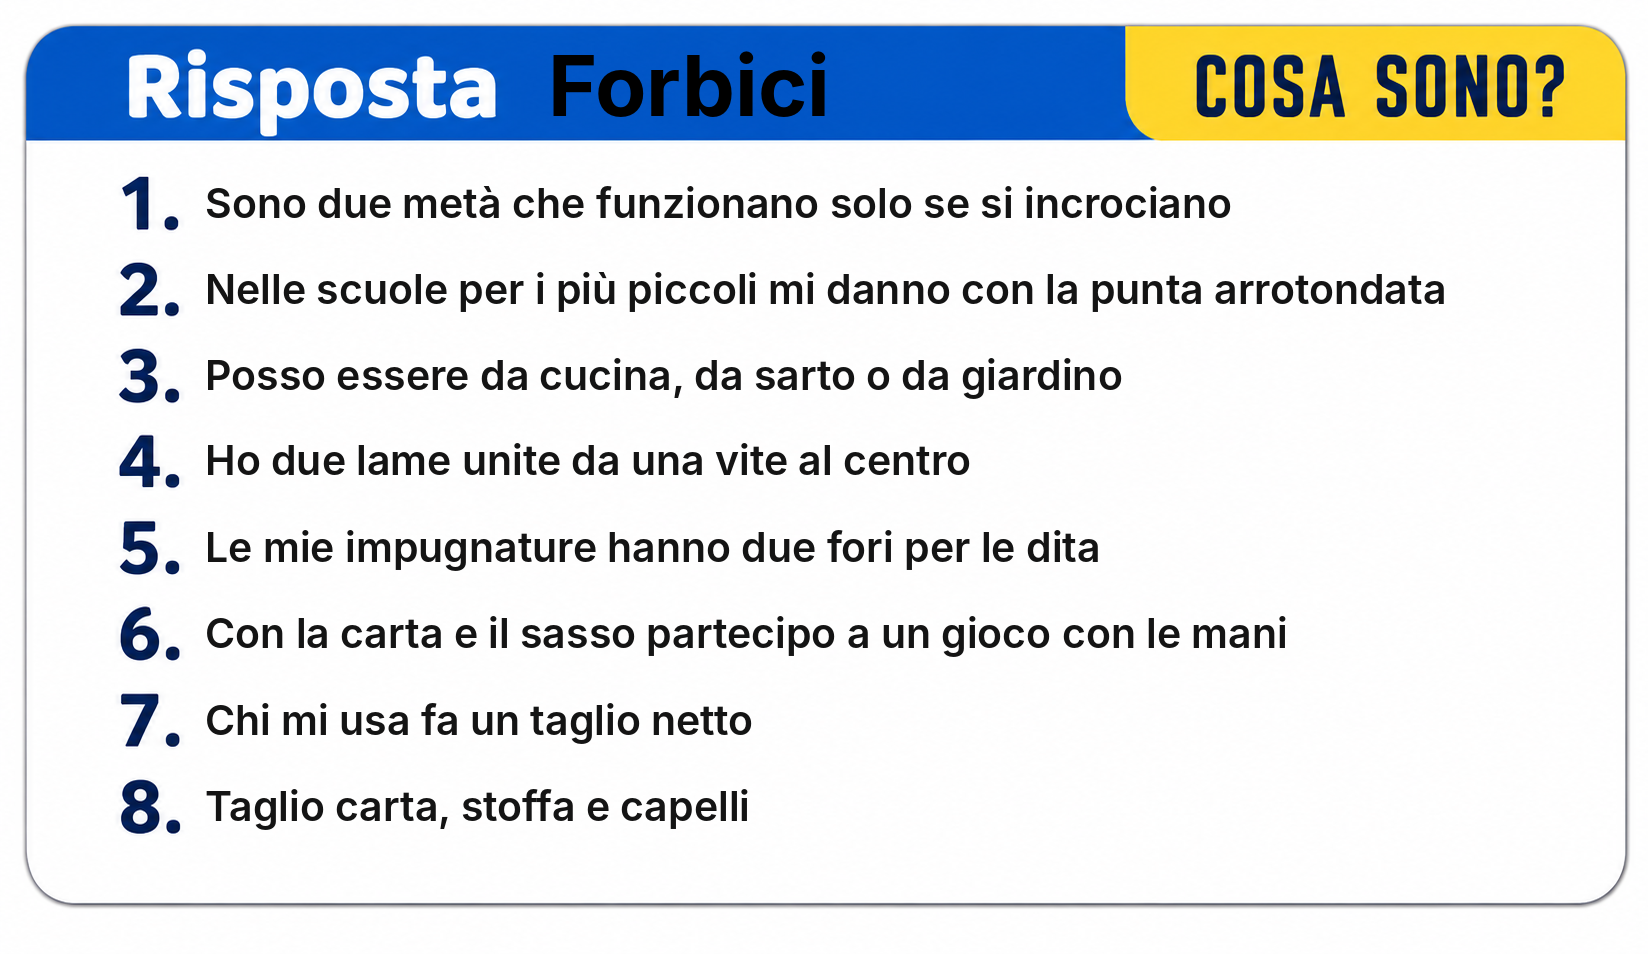 Risposta Forbici
COSA SONO?
1. Sono due metà che funzionano solo se si incrociano
2. Nelle scuole per i più piccoli mi danno con la punta arrotondata
3. Posso essere da cucina, da sarto o da giardino
4. Ho due lame unite da una vite al centro
5. Le mie impugnature hanno due fori per le dita
6. Con la carta e il sasso partecipo a un gioco con le mani
7. Chi mi usa fa un taglio netto
8. Taglio carta, stoffa e capelli